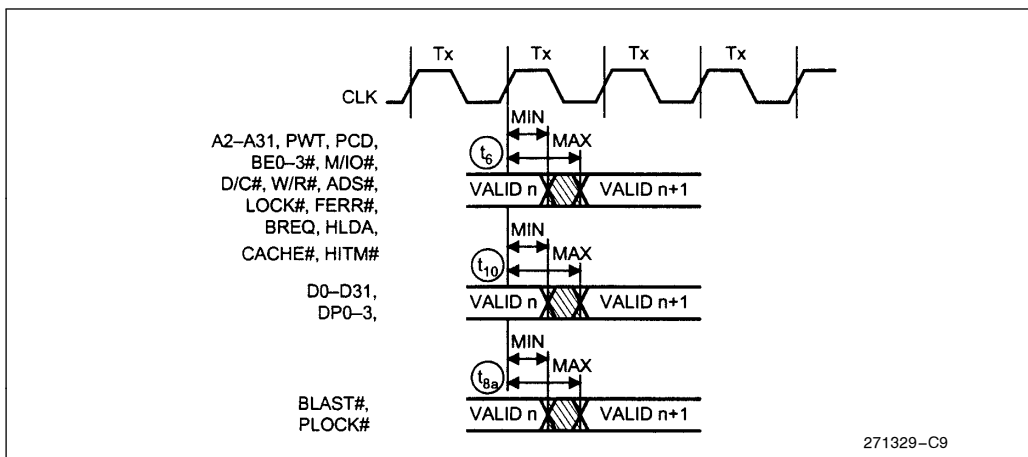 Tx Tx Tx Tx
CLK
MIN
A2–A31, PWT, PCD, MAX
BE0–3#, M/IO#, t6
D/C#, W/R#, ADS#, VALID n VALID n+1
LOCK#, FERR#,
BREQ, HLDA, MIN
CACHE#, HITM# MAX
t10
D0–D31, VALID n VALID n+1
DP0–3,
MIN
MAX
t8a
BLAST#, VALID n VALID n+1
PLOCK#
271329–C9